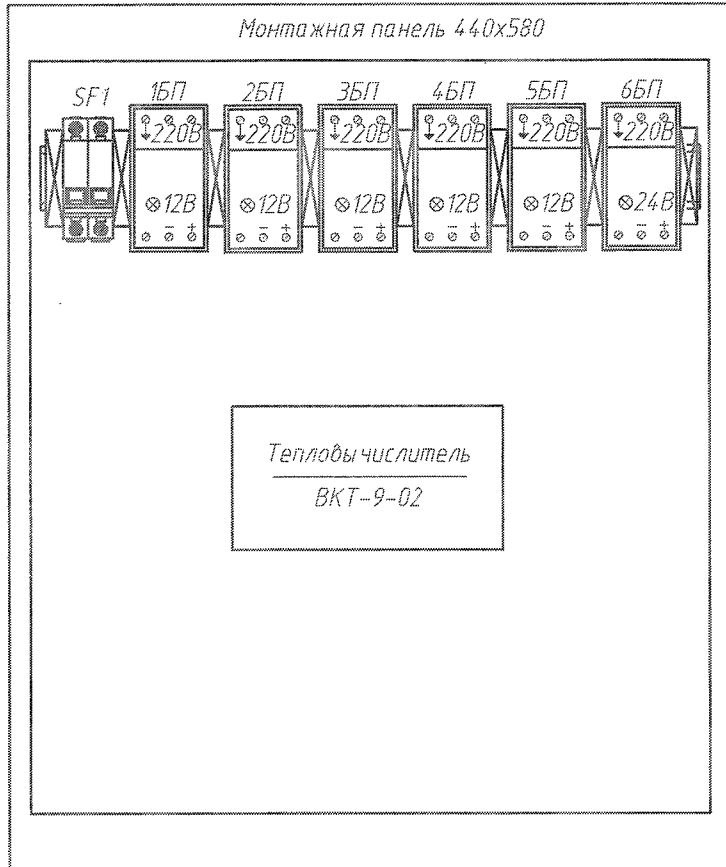 Монтажная панель 440х580
SF1 1БП 2БП 3БП 4БП 5БП 6БП
220В 220В 220В 220В 220В 220В
12В 12В 12В 12В 12В 24В
- + - + - + - + - + - +
Тепловычислитель
ВКТ-9-02